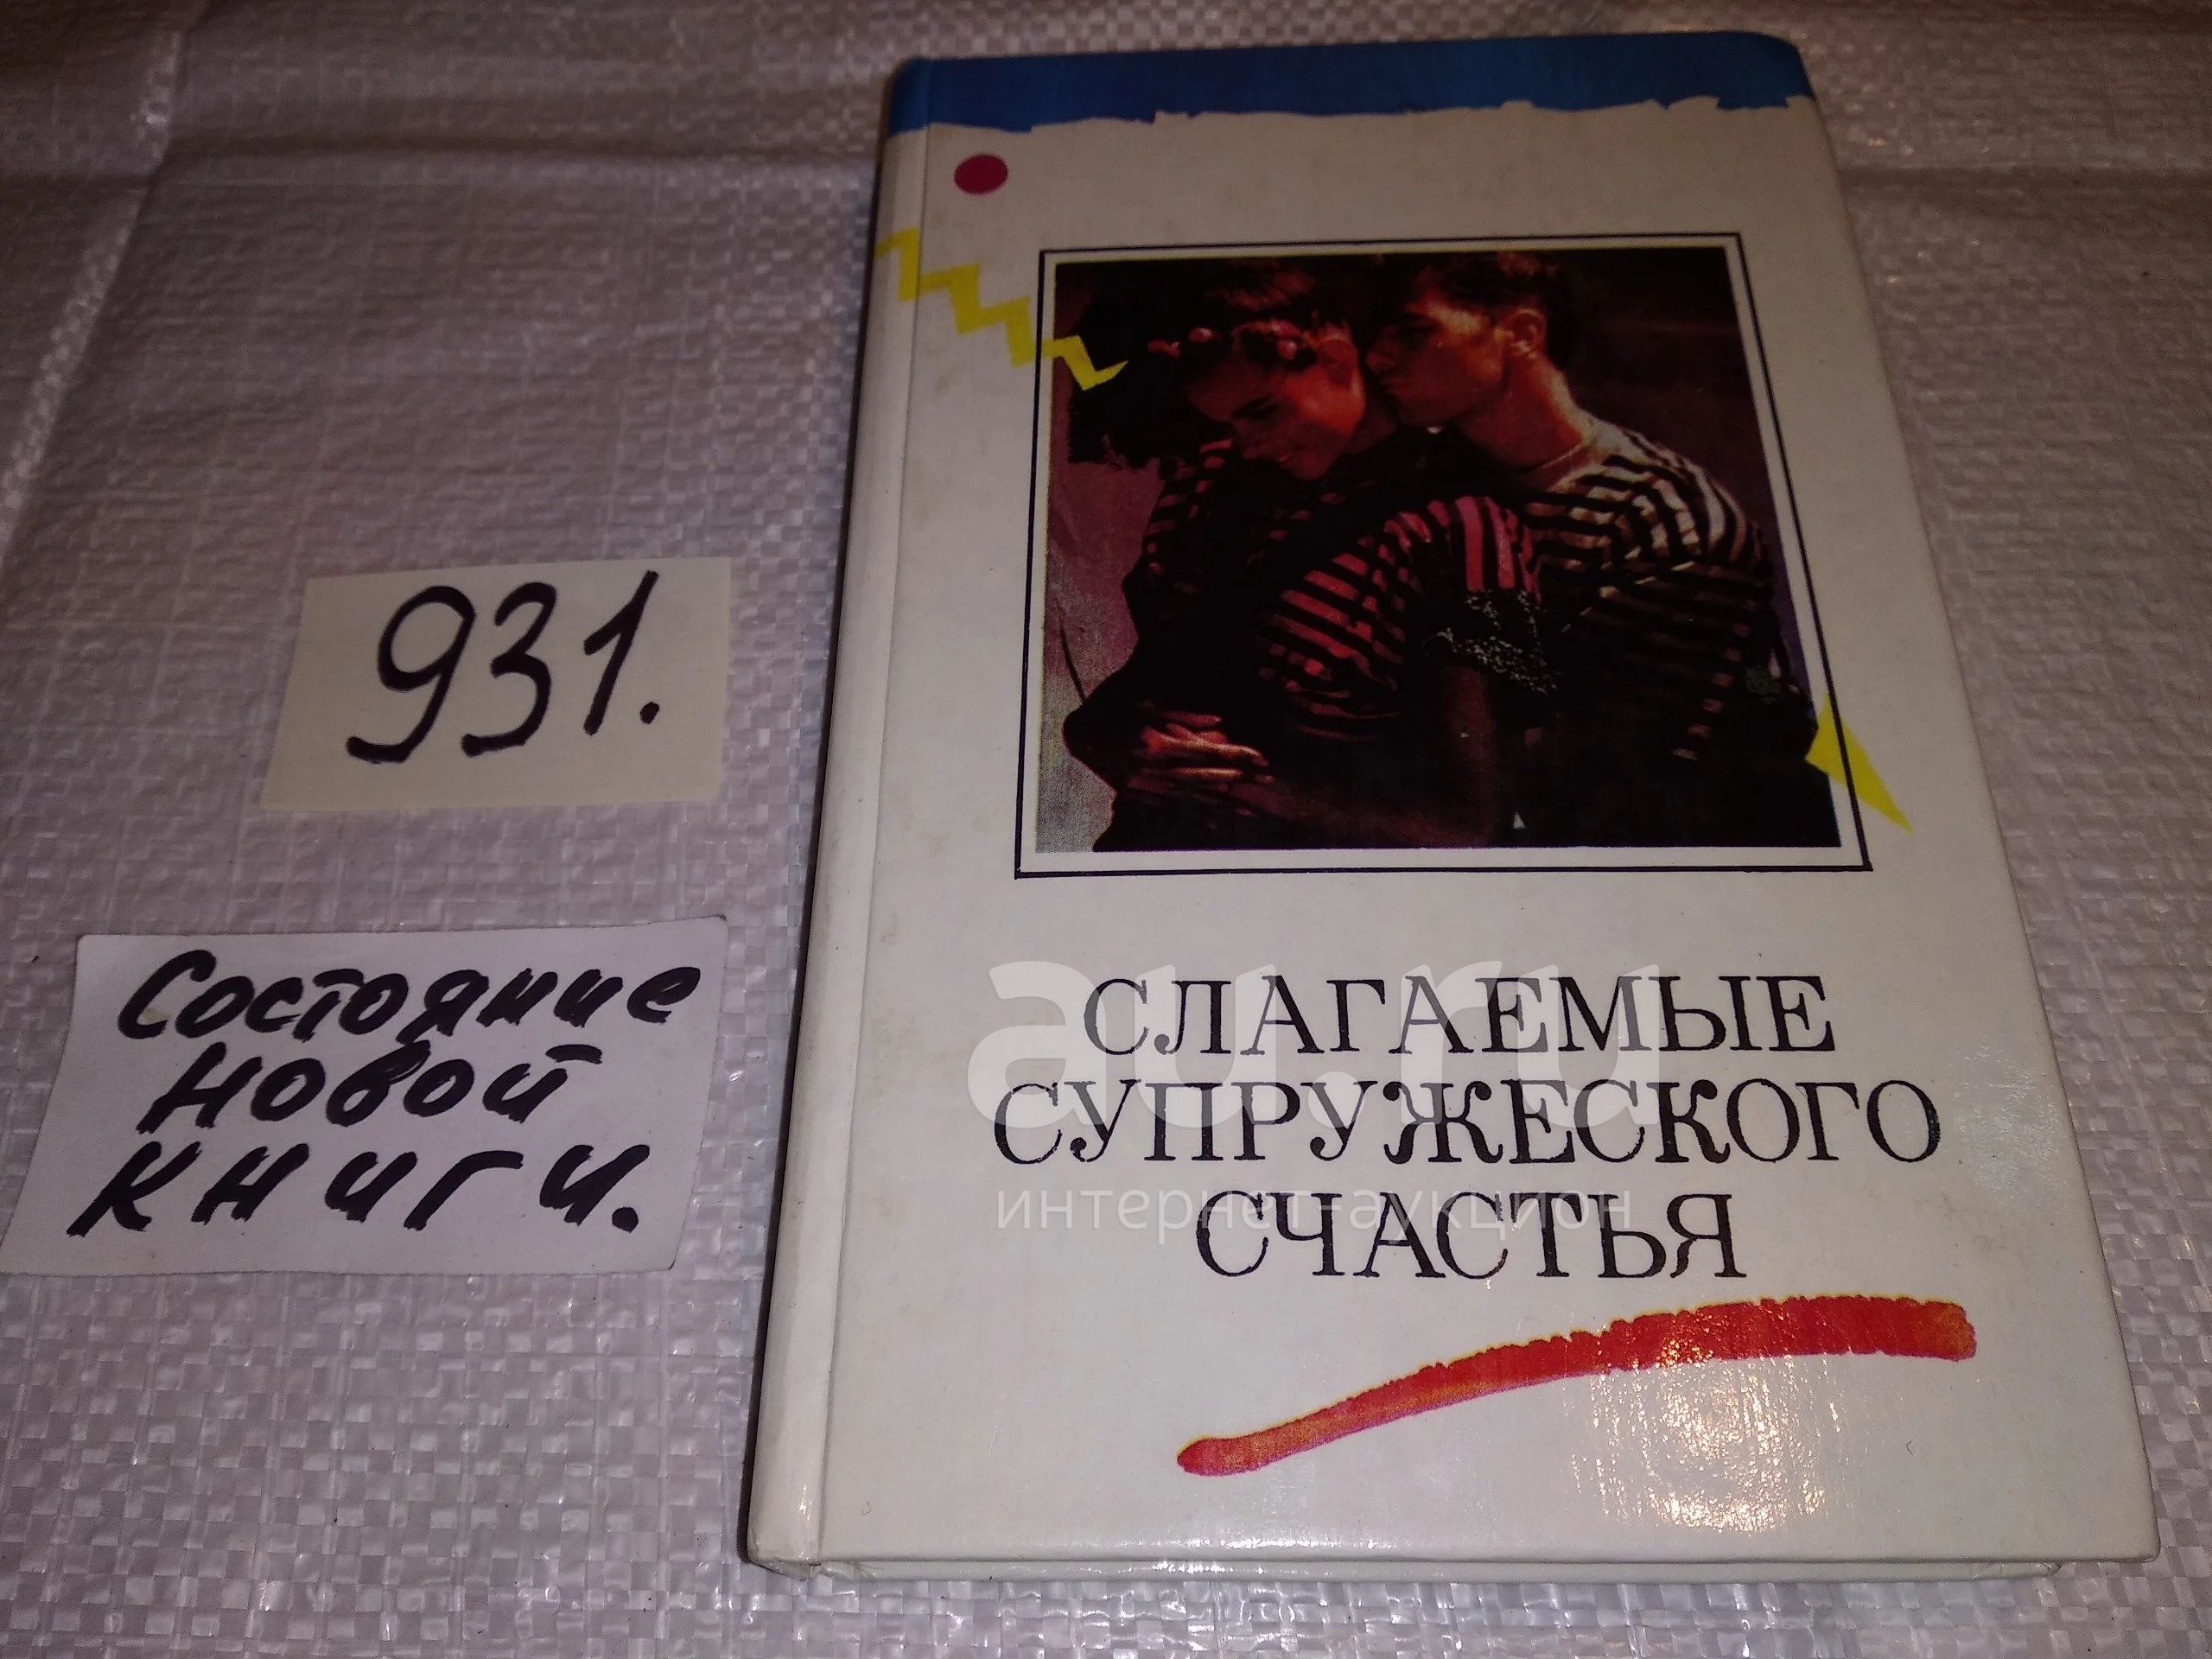 931.
Состояние
новой
книги.
СЛАГАЕМЫЕ
СУПРУЖЕСКОГО
СЧАСТЬЯ
au.ru
интернет-аукцион